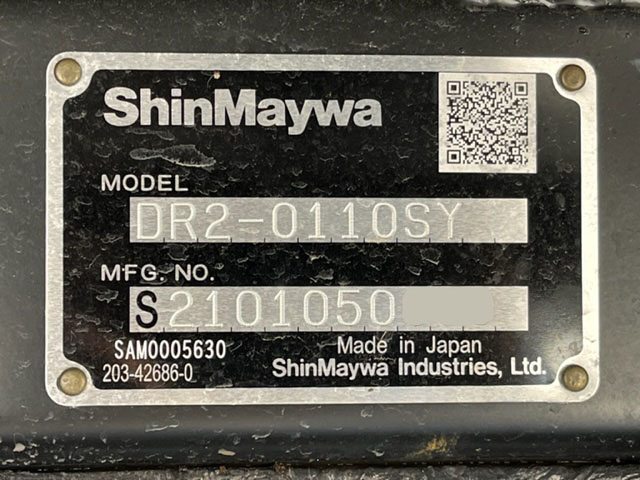 ShinMaywa
MODEL
DR2-0110SY
MFG. NO.
S2101050
SAM0005630
203-42686-0
Made in Japan
ShinMaywa Industries, Ltd.